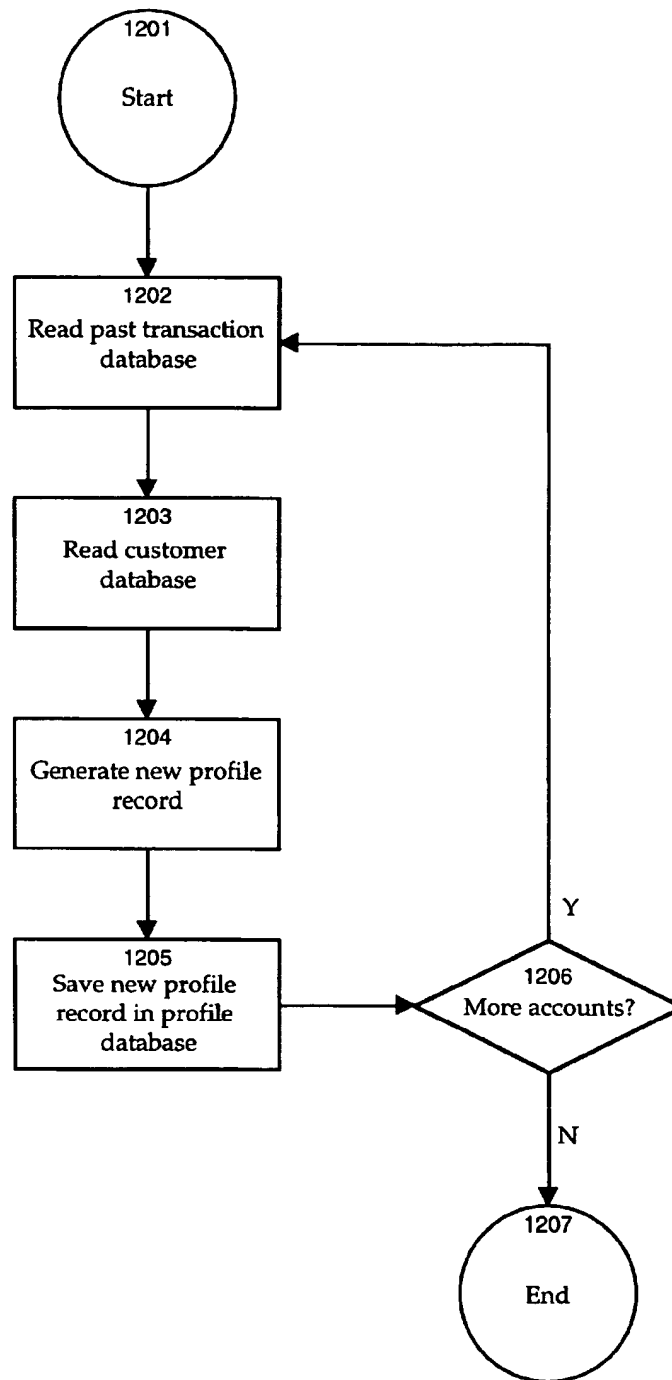 1201
Start
1202
Read past transaction
database
1203
Read customer
database
1204
Generate new profile
record
1205
Save new profile
record in profile
database
Y
1206
More accounts?
N
1207
End